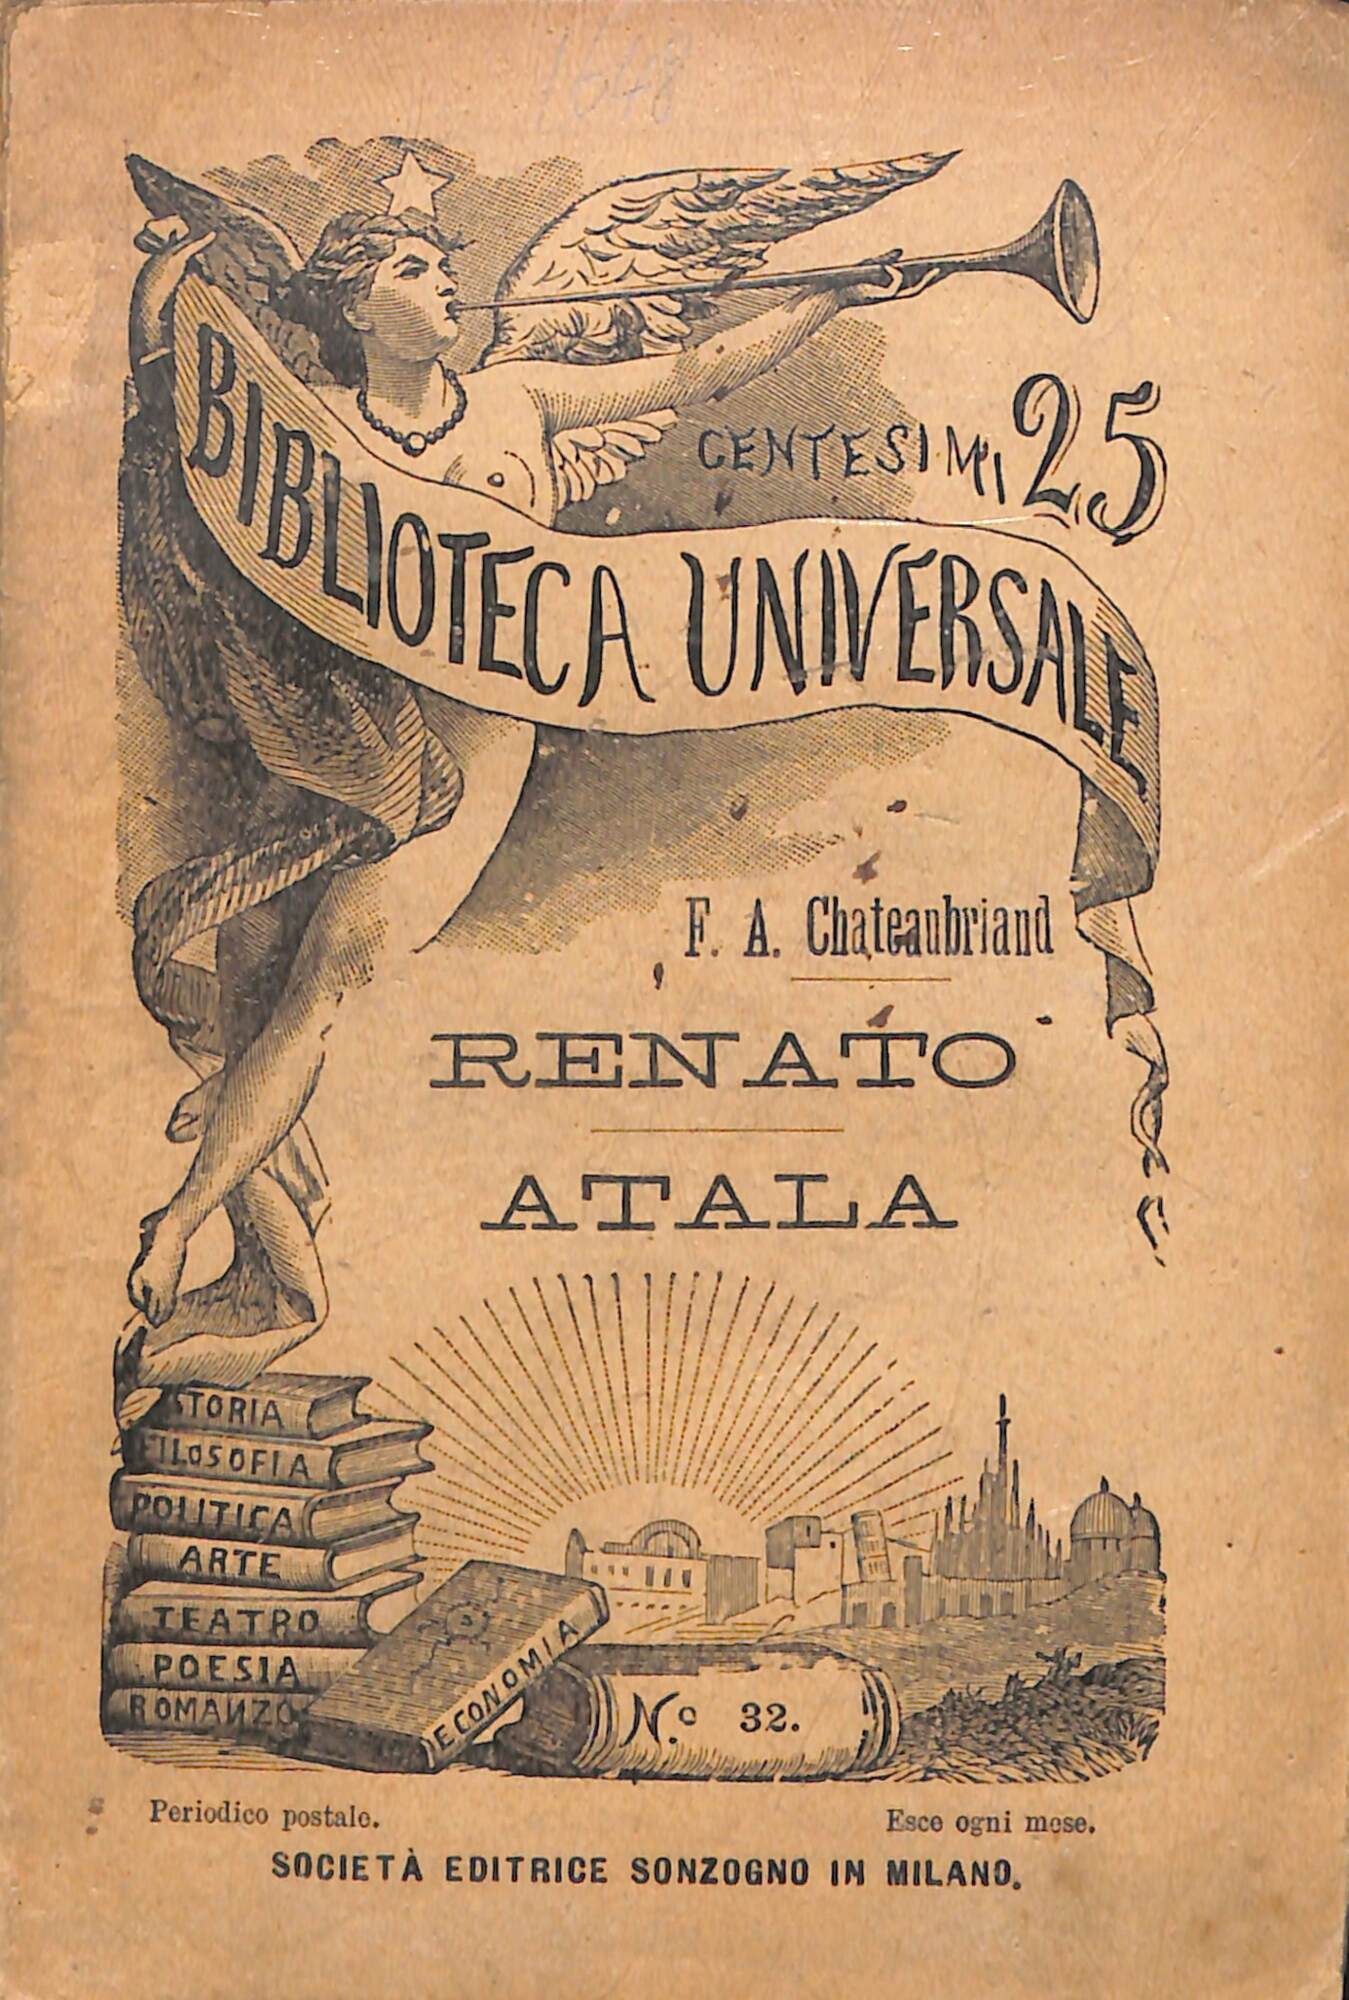 1648
CENTESIMI 25
BIBLIOTECA UNIVERSALE
F. A. Chateaubriand
RENATO
ATALA
STORIA
FILOSOFIA
POLITICA
ARTE
TEATRO
POESIA
ROMANZO
ECONOMIA
N.º 32.
Periodico postale.
Esce ogni mese.
SOCIETÀ EDITRICE SONZOGNO IN MILANO.